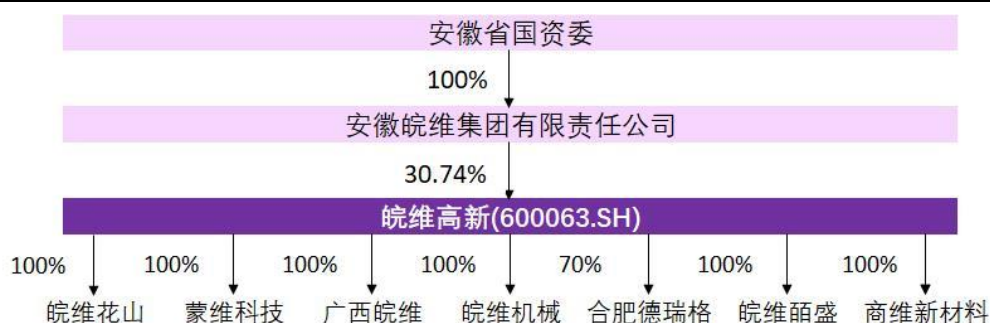 安徽省国资委
100%
安徽皖维集团有限责任公司
30.74%
皖维高新(600063.SH)
100% 100% 100% 100% 70% 100% 100%
皖维花山 蒙维科技 广西皖维 皖维机械 合肥德瑞格 皖维皕盛 商维新材料